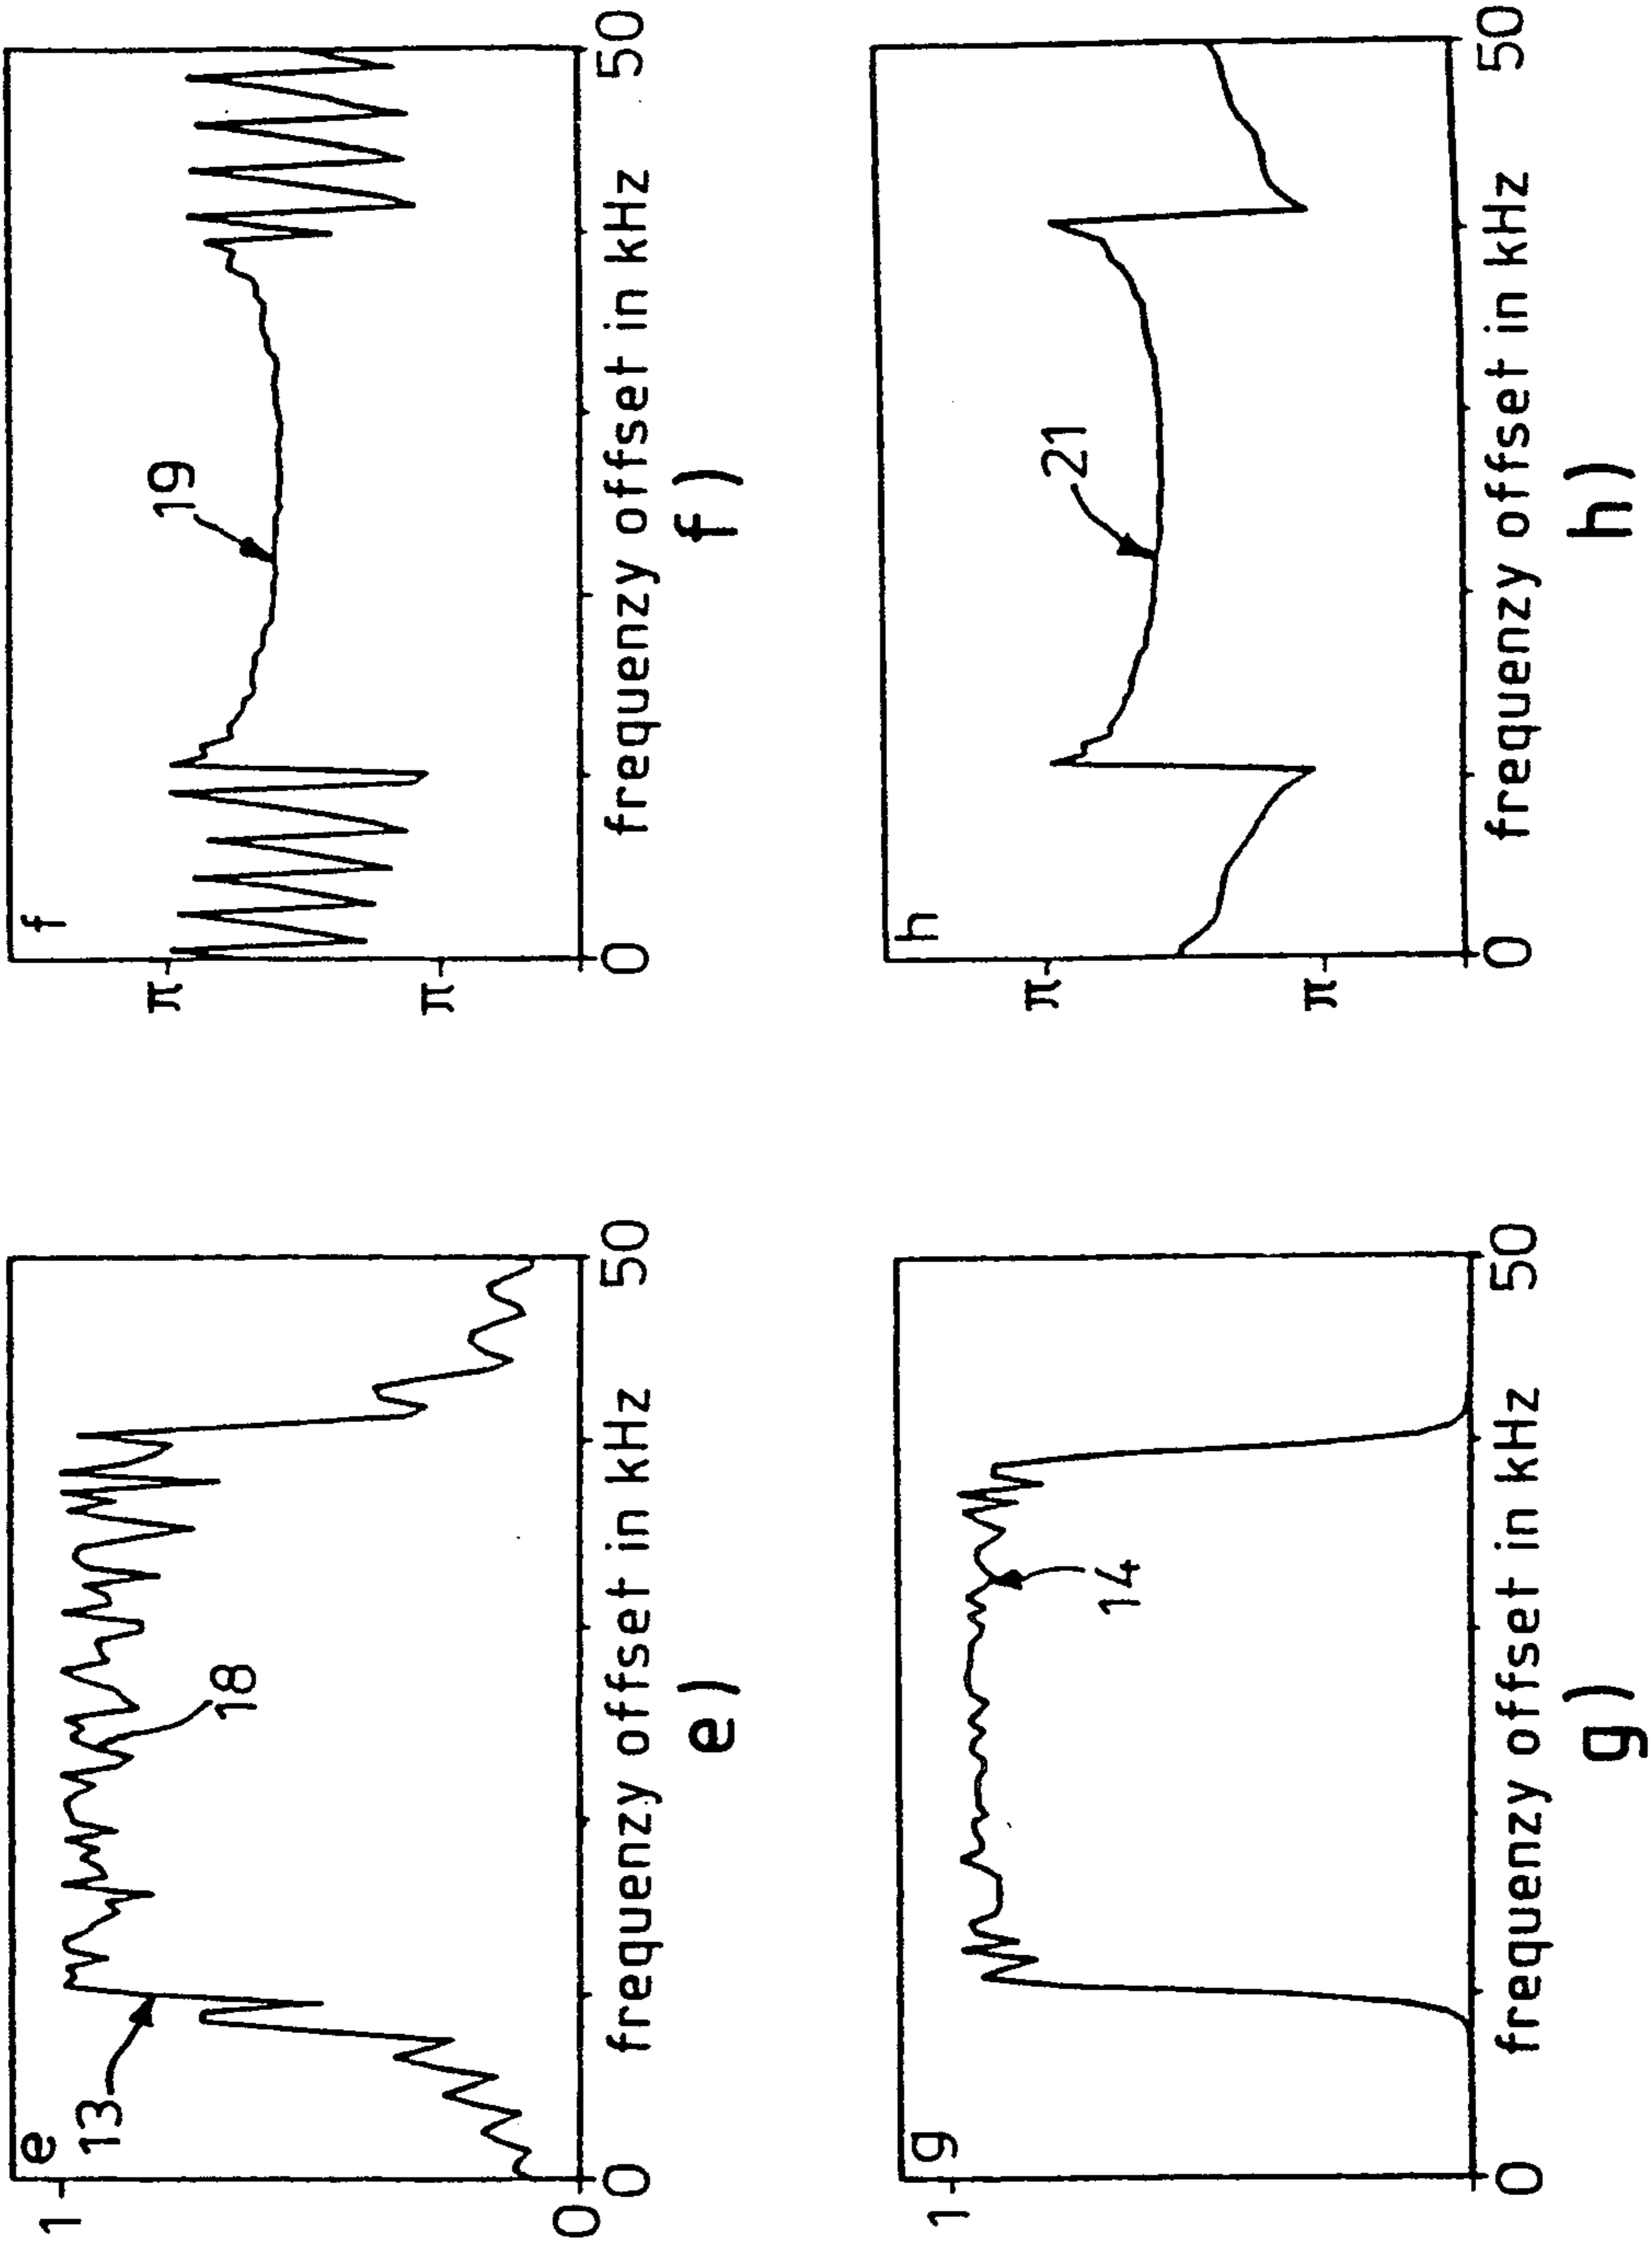 e
1
13
18
0
0
50
frequenzy offset in kHz
e)
f
π
19
π
0
50
frequenzy offset in kHz
f)
g
1
14
0
50
frequenzy offset in kHz
g)
h
π
21
π
0
50
frequenzy offset in kHz
h)